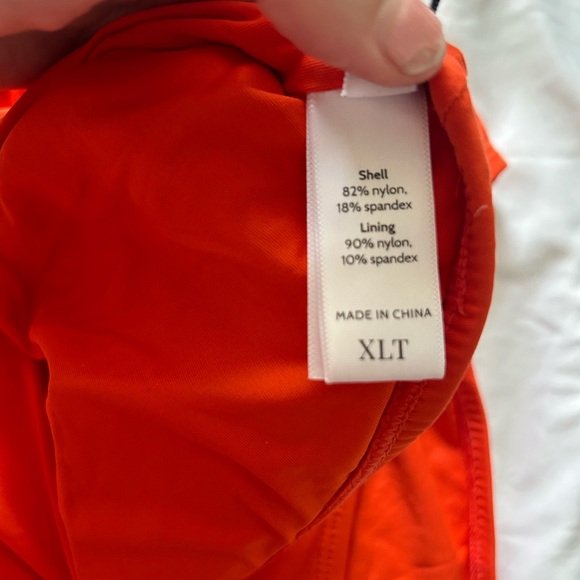 Shell
82% nylon,
18% spandex
Lining
90% nylon,
10% spandex
MADE IN CHINA
XLT